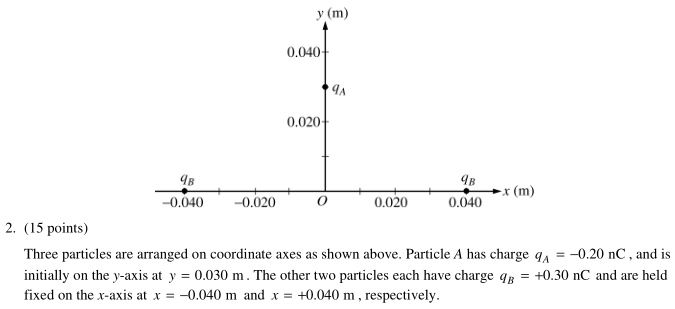 y (m)
0.040
q_A
0.020
q_B q_B
x (m)
−0.040 −0.020 O 0.020 0.040
2. (15 points)
Three particles are arranged on coordinate axes as shown above. Particle A has charge q_A = −0.20 nC, and is
initially on the y-axis at y = 0.030 m. The other two particles each have charge q_B = +0.30 nC and are held
fixed on the x-axis at x = −0.040 m and x = +0.040 m, respectively.